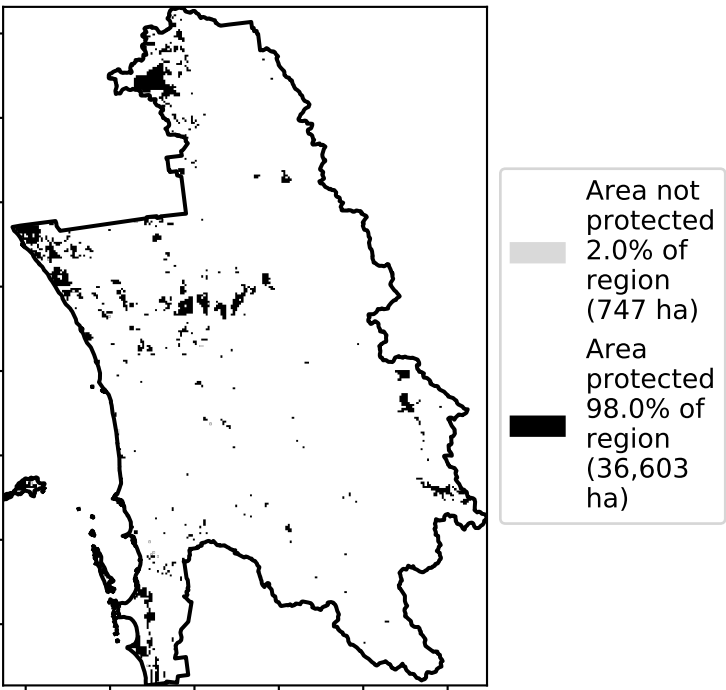 Area not
protected
2.0% of
region
(747 ha)
Area
protected
98.0% of
region
(36,603
ha)